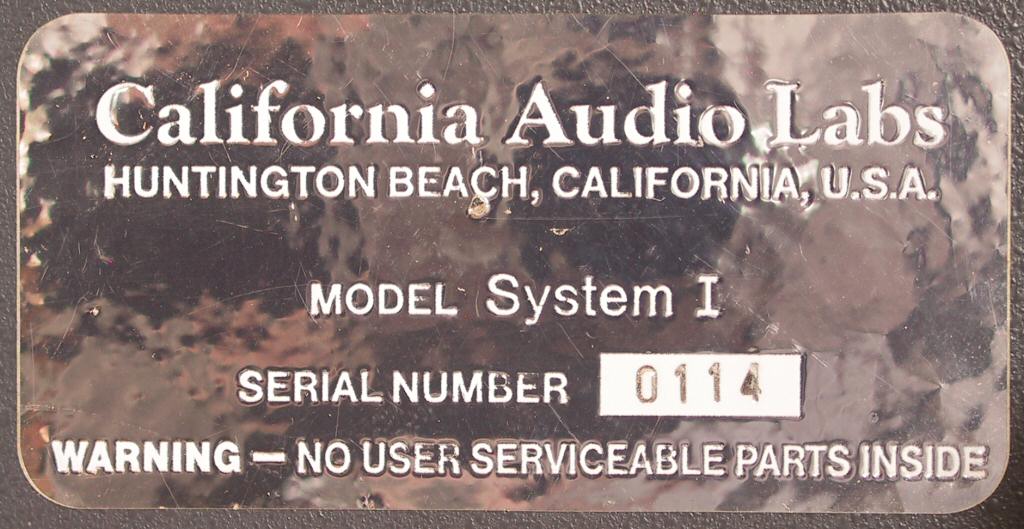 California Audio Labs
HUNTINGTON BEACH, CALIFORNIA, U.S.A.
MODEL System I
SERIAL NUMBER 0114
WARNING — NO USER SERVICEABLE PARTS INSIDE